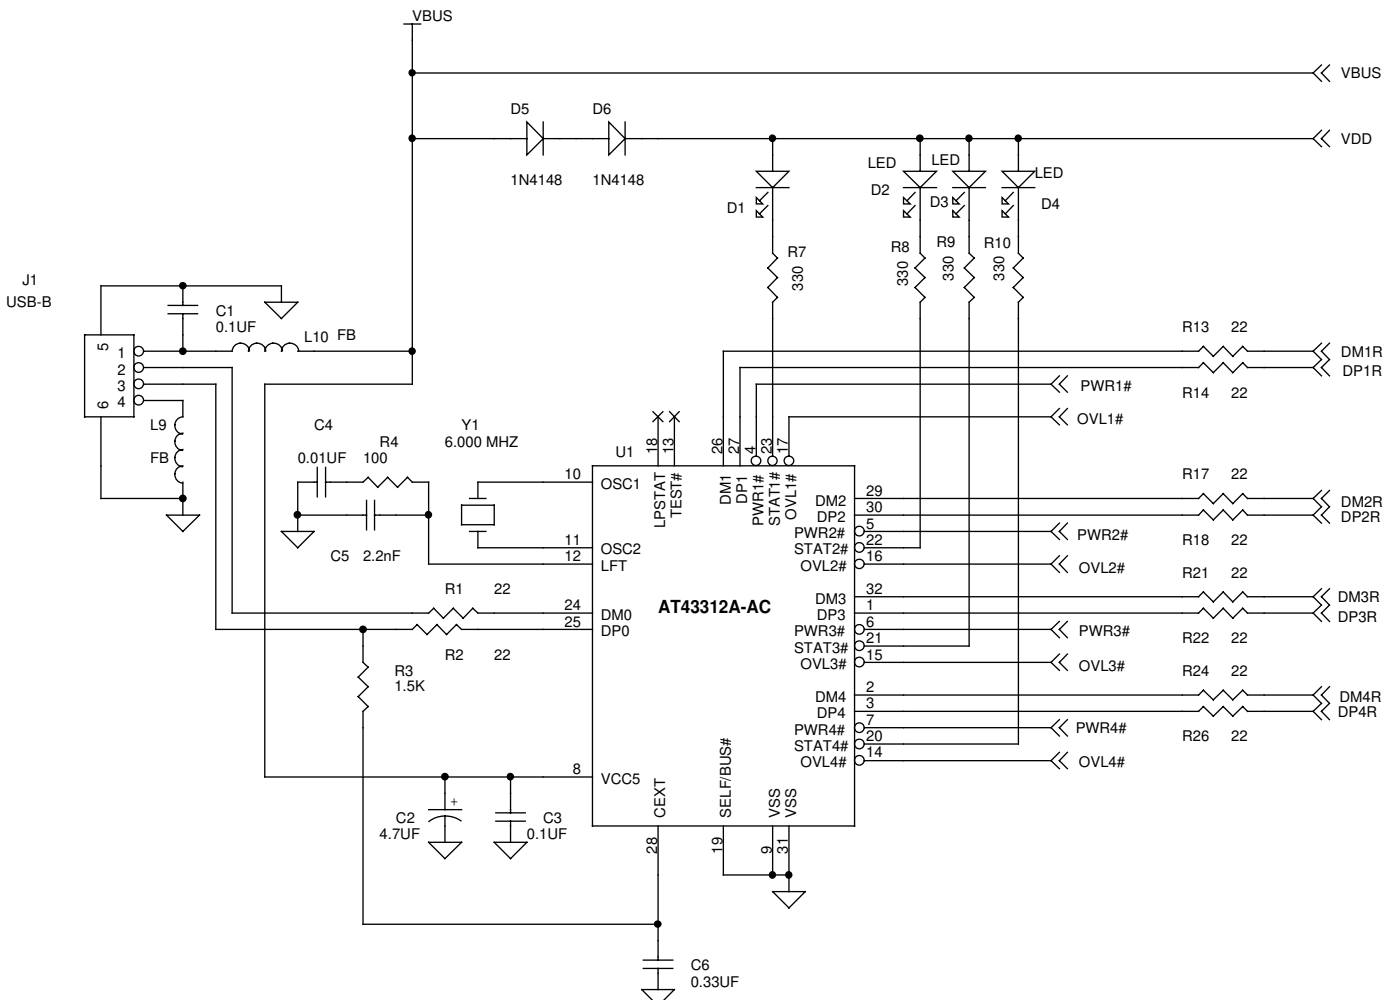 VBUS
VBUS
D5
D6
VDD
1N4148
1N4148
LED
D2
LED
D3
LED
D4
D1
R7
330
R8
330
R9
330
R10
330
J1
USB-B
C1
0.1UF
L10 FB
5
1
2
3
4
6
L9
FB
R13 22
DM1R
DP1R
R14 22
PWR1#
OVL1#
C4
0.01UF
R4
100
C5 2.2nF
Y1
6.000 MHZ
U1
18
13
26
27
4
23
17
LPSTAT
TEST#
DM1
DP1
PWR1#
STAT1#
OVL1#
10
OSC1
11
OSC2
12
LFT
R1 22
24
DM0
25
DP0
R2 22
R3
1.5K
AT43312A-AC
DM2
29
DP2
30
PWR2#
5
STAT2#
22
OVL2#
16
R17 22
DM2R
DP2R
PWR2#
R18 22
OVL2#
R21 22
DM3
32
DP3
1
PWR3#
6
STAT3#
21
OVL3#
15
DM3R
DP3R
PWR3#
R22 22
OVL3#
R24 22
DM4
2
DP4
3
PWR4#
7
STAT4#
20
OVL4#
14
DM4R
DP4R
PWR4#
R26 22
OVL4#
8
VCC5
CEXT
SELF/BUS#
VSS
VSS
28
19
9
31
+
C2
4.7UF
C3
0.1UF
C6
0.33UF